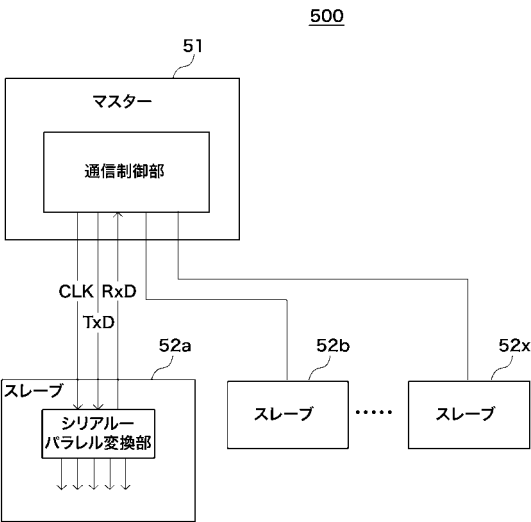 500
51
マスター
通信制御部
CLK RxD
TxD
52a
52b
52x
スレーブ
シリアルー
パラレル変換部
スレーブ
・・・・・
スレーブ